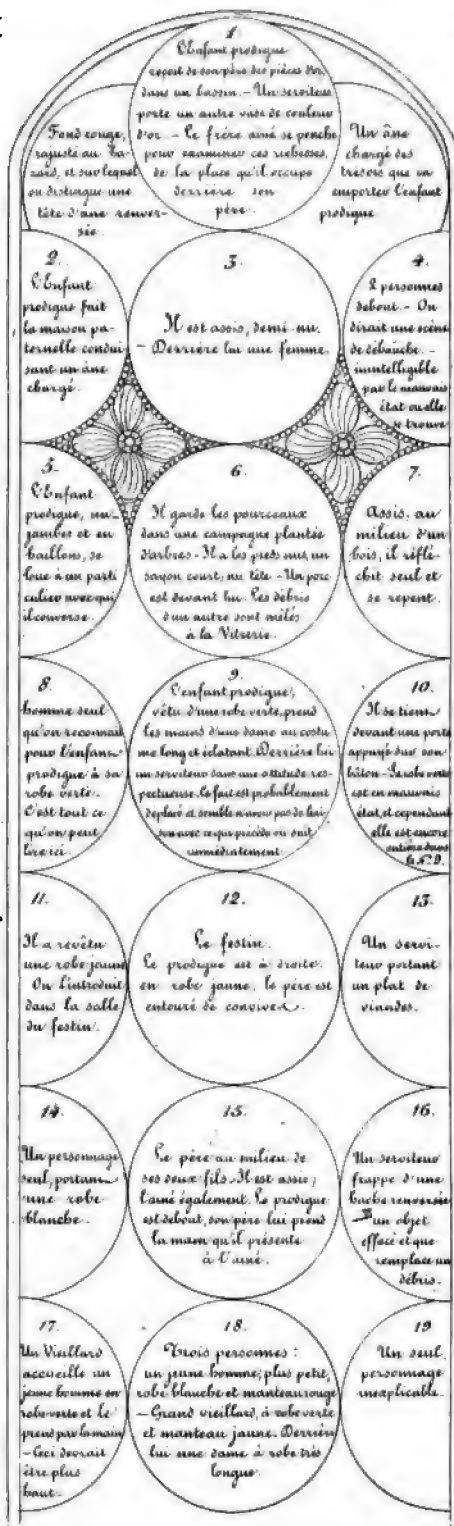 1
L'Enfant prodigue
reçoit de son père des pièces d'or,
dans un bassin. – Un serviteur
porte un autre vase de couleur
d'or – Le frère aîné se penche
pour examiner ces richesses,
de la place qu'il occupe
derrière son
père.
Fond rouge,
rajusté au ha-
zard, et sur lequel
on distingue une
tête d'âne renver-
sée.
Un âne
chargé des
trésors que va
emporter l'enfant
prodigue
2.
L'Enfant
prodigue fuit
la maison pa-
ternelle condui
sant un âne
chargé.
3.
Il est assis, demi-nu.
– Derrière lui une femme.
4.
2 personnes
debout. – On
dirait une scène
de débauche. –
inintelligible
par le mauvais
état où elle
se trouve
5.
L'Enfant
prodigue, nu-
jambes et en
haillons, se
loue à un parti
culier avec qui
il converse.
6.
Il garde les pourceaux
dans une campagne plantée
d'arbres – Il a les pieds nus, un
sayon court, nu tête – Un porc
est devant lui. Les débris
d'un autre sont mêlés
à la Vitrerie.
7.
Assis, au
milieu d'un
bois, il réflé-
chit seul et
se repent.
8.
homme seul
qu'on reconnait
pour l'enfant
prodigue à sa
robe verte.
C'est tout ce
qu'on peut
lire ici.
9.
L'enfant prodigue,
vêtu d'une robe verte, prend
les mains d'une dame au costu
me long et éclatant. Derrière lui
un serviteur dans une attitude res-
pectueuse. le fait est probablement
déplacé et semble n'avoir pas de liai
son avec ce qui précède ou suit
immédiatement
10.
Il se tient
devant une porte
appuyé sur son
bâton – Sa robe verte
est en mauvais
état, et cependant
elle est encore
entière dans
le N° 9.
11.
Il a revêtu
une robe jaune
On l'introduit
dans la salle
du festin.
12.
Le festin.
Le prodigue est à droite
en robe jaune, le père est
entouré de convives.
13.
Un servi-
teur portant
un plat de
viandes.
14.
Un personnage
seul, portant
une robe
blanche.
15.
Le père au milieu de
ses deux fils. Il est assis,
l'aîné également. Le prodigue
est debout, son père lui prend
la main qu'il présente
à l'aîné.
16.
Un serviteur
frappe d'une
hache renversée
un objet
effacé et que
remplace un
débris.
17.
Un Vieillard
accueille un
jeune homme en
robe verte et le
prend par la main
– Ceci devrait
être plus
haut.
18.
Trois personnes :
un jeune homme, plus petit,
robe blanche et manteau rouge
– Grand vieillard, à robe verte
et manteau jaune. Derrière
lui une dame à robe très
longue.
19
Un seul
personnage
inexplicable.